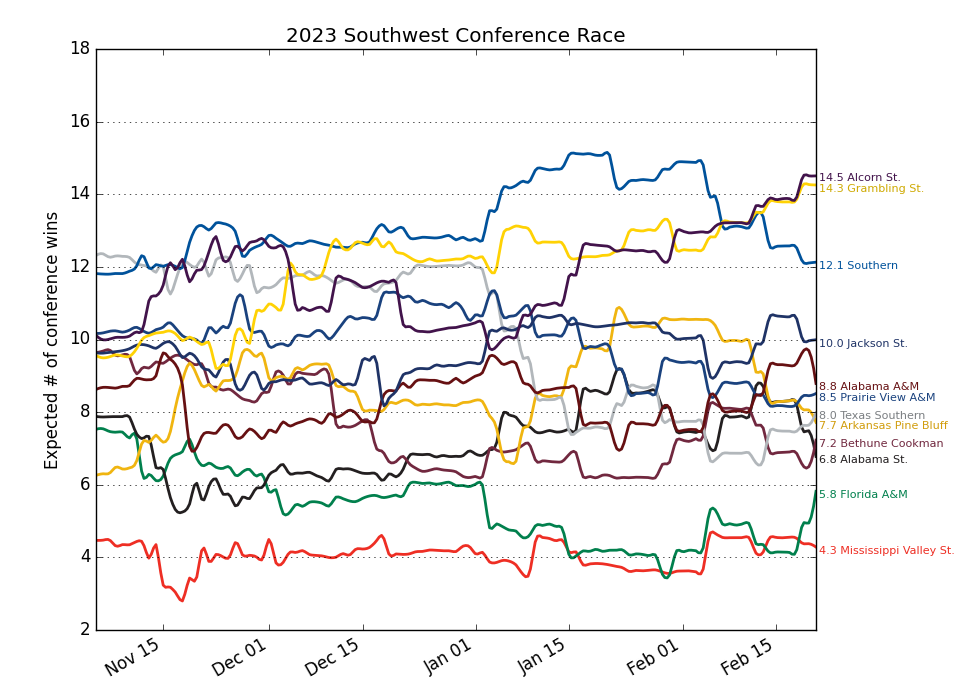 2023 Southwest Conference Race
Expected # of conference wins
18
16
14
12
10
8
6
4
2
Nov 15
Dec 01
Dec 15
Jan 01
Jan 15
Feb 01
Feb 15
14.5 Alcorn St.
14.3 Grambling St.
12.1 Southern
10.0 Jackson St.
8.8 Alabama A&M
8.5 Prairie View A&M
8.0 Texas Southern
7.7 Arkansas Pine Bluff
7.2 Bethune Cookman
6.8 Alabama St.
5.8 Florida A&M
4.3 Mississippi Valley St.